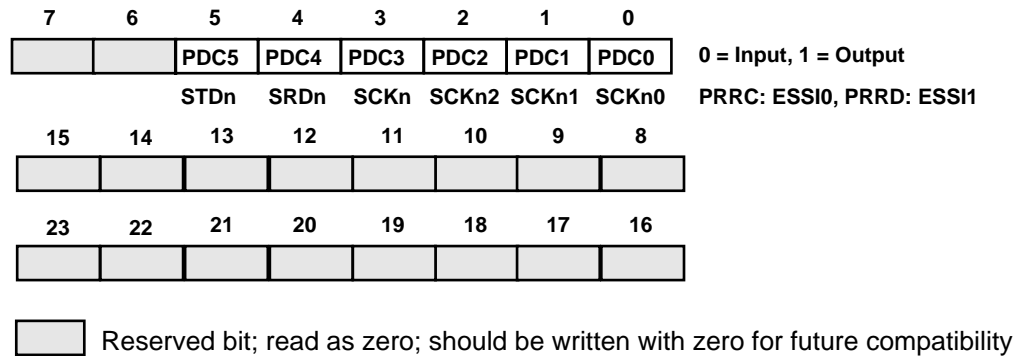 7 6 5 4 3 2 1 0
PDC5 PDC4 PDC3 PDC2 PDC1 PDC0 0 = Input, 1 = Output
STDn SRDn SCKn SCKn2 SCKn1 SCKn0 PRRC: ESSI0, PRRD: ESSI1
15 14 13 12 11 10 9 8
23 22 21 20 19 18 17 16
Reserved bit; read as zero; should be written with zero for future compatibility